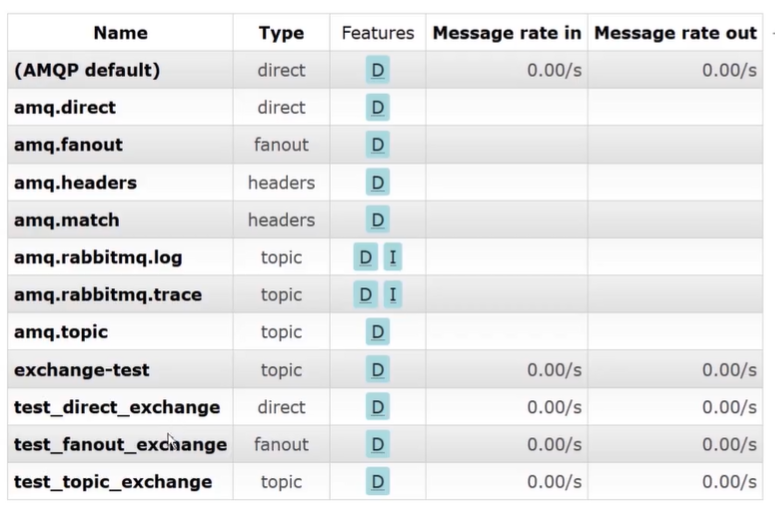 Name Type Features Message rate in Message rate out
(AMQP default) direct D 0.00/s 0.00/s
amq.direct direct D
amq.fanout fanout D
amq.headers headers D
amq.match headers D
amq.rabbitmq.log topic D I
amq.rabbitmq.trace topic D I
amq.topic topic D
exchange-test topic D 0.00/s 0.00/s
test_direct_exchange direct D 0.00/s 0.00/s
test_fanout_exchange fanout D 0.00/s 0.00/s
test_topic_exchange topic D 0.00/s 0.00/s